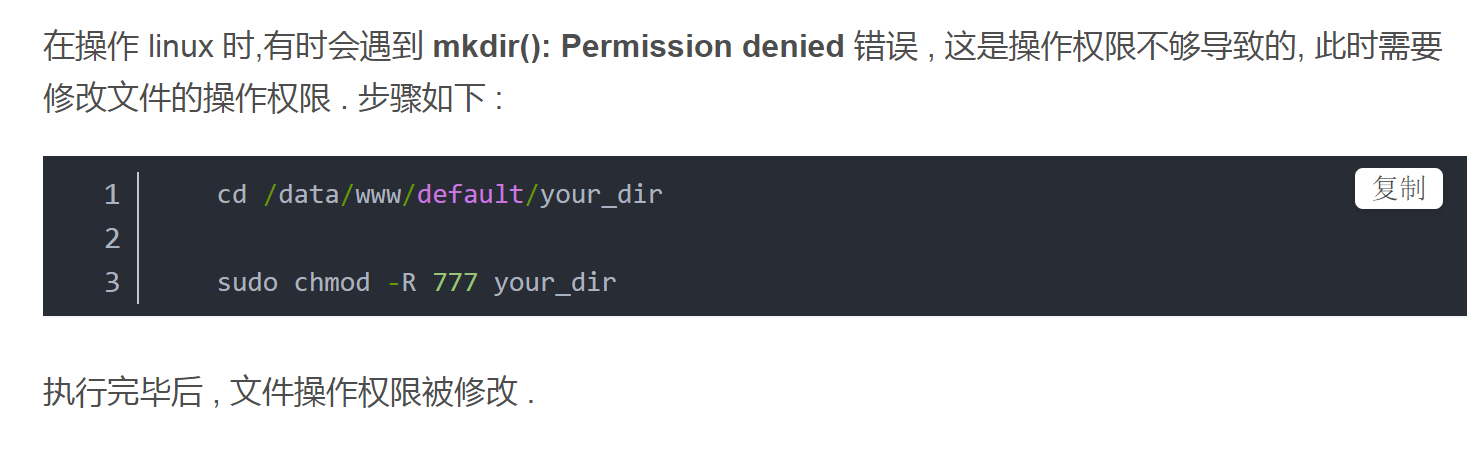 在操作 linux 时,有时会遇到 mkdir(): Permission denied 错误 , 这是操作权限不够导致的, 此时需要
修改文件的操作权限 . 步骤如下 :
复制
1 cd /data/www/default/your_dir
2
3 sudo chmod -R 777 your_dir
执行完毕后 , 文件操作权限被修改 .